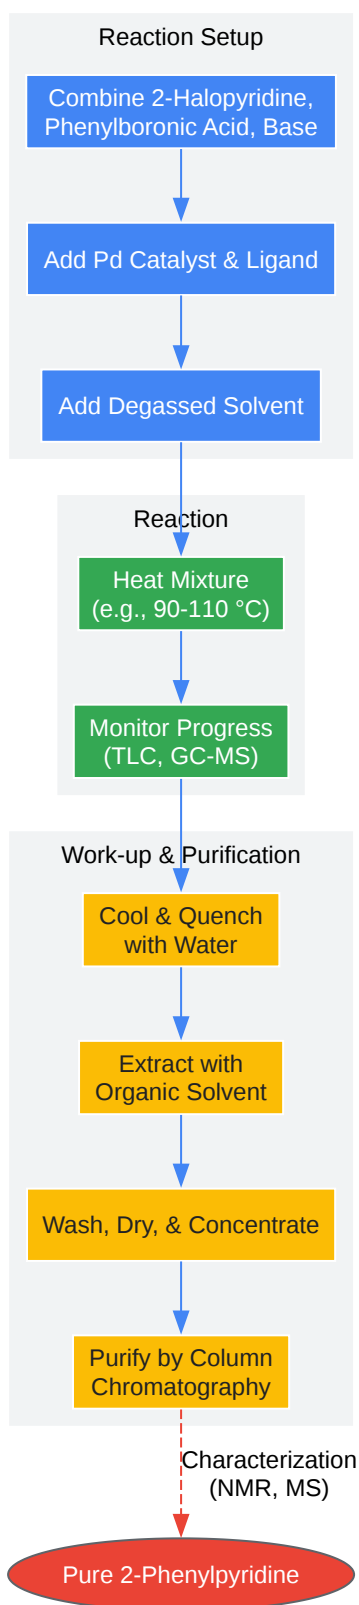 Reaction Setup
Combine 2-Halopyridine,
Phenylboronic Acid, Base
Add Pd Catalyst & Ligand
Add Degassed Solvent
Reaction
Heat Mixture
(e.g., 90-110 °C)
Monitor Progress
(TLC, GC-MS)
Work-up & Purification
Cool & Quench
with Water
Extract with
Organic Solvent
Wash, Dry, & Concentrate
Purify by Column
Chromatography
Characterization
(NMR, MS)
Pure 2-Phenylpyridine